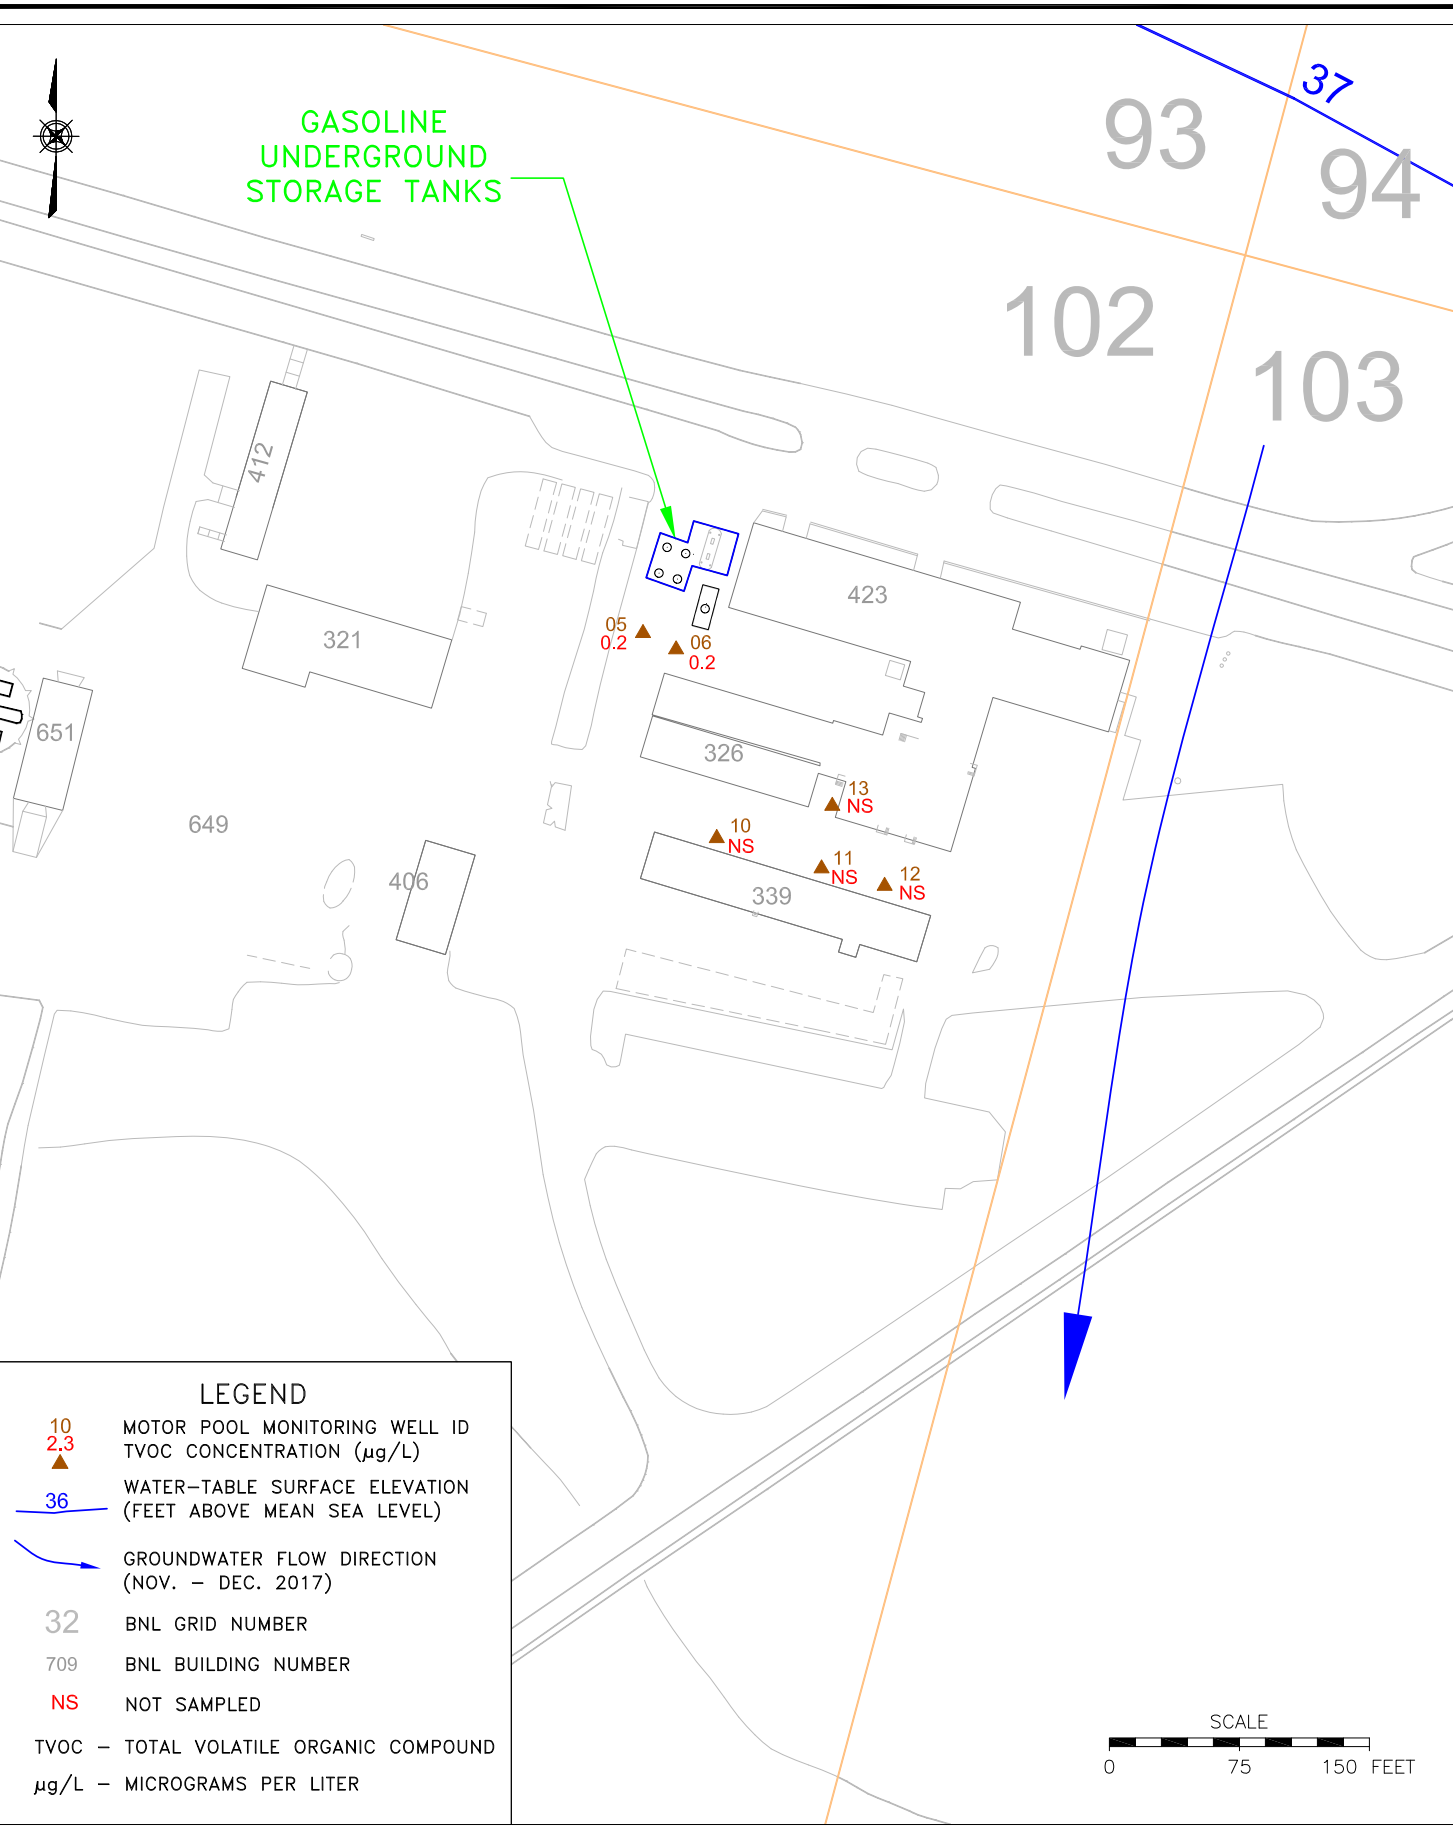 37
93
94
GASOLINE
UNDERGROUND
STORAGE TANKS
102
103
412
423
321
05
0.2
06
0.2
651
326
13
NS
649
10
NS
11
NS
12
NS
406
339
LEGEND
10
2.3
MOTOR POOL MONITORING WELL ID
TVOC CONCENTRATION (µg/L)
36
WATER-TABLE SURFACE ELEVATION
(FEET ABOVE MEAN SEA LEVEL)
GROUNDWATER FLOW DIRECTION
(NOV. - DEC. 2017)
32 BNL GRID NUMBER
709 BNL BUILDING NUMBER
NS NOT SAMPLED
TVOC - TOTAL VOLATILE ORGANIC COMPOUND
µg/L - MICROGRAMS PER LITER
SCALE
0 75 150 FEET